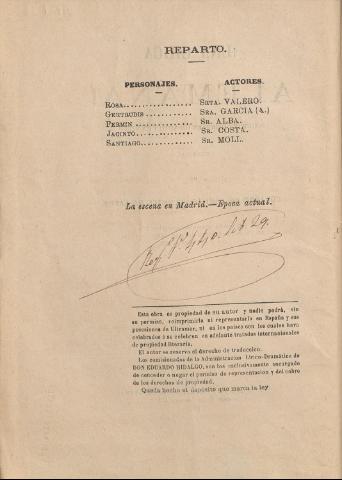 REPARTO.
PERSONAJES. ACTORES.
ROSA................ SRTA. VALERO.
GERTRUDIS .............. SRA. GARCIA (A.)
FERMIN .............. SR. ALBA.
JACINTO............... SR. COSTA.
SANTIAGO.............. SR. MOLL.
La escena en Madrid.—Epoca actual.
Esta obra es propiedad de su autor y nadie podrá, sin
su permiso, reimprimirla ni representarla en España y sus
posesiones de Ultramar, ni en los países con los cuales haya
celebrados ó se celebren en adelante tratados internacionales
de propiedad literaria.
El autor se reserva el derecho de traduccion.
Los comisionados de la Administracion Lírico-Dramática de
DON EDUARDO HIDALGO, son los exclusivamente encargados
de conceder o negar el permiso de representacion y del cobro
de los derechos de propiedad.
Queda hecho el depósito que marca la ley